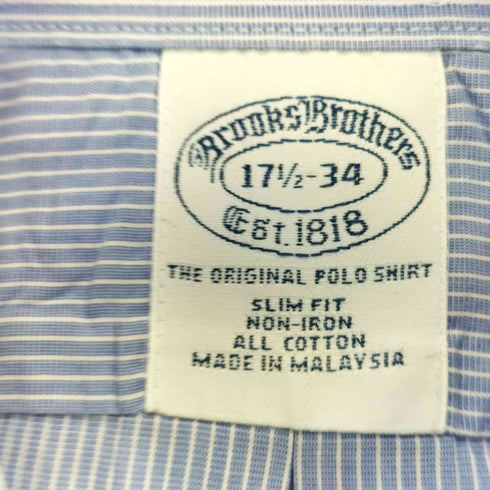 Brooks Brothers
17½-34
Est. 1818
THE ORIGINAL POLO SHIRT
SLIM FIT
NON-IRON
ALL COTTON
MADE IN MALAYSIA